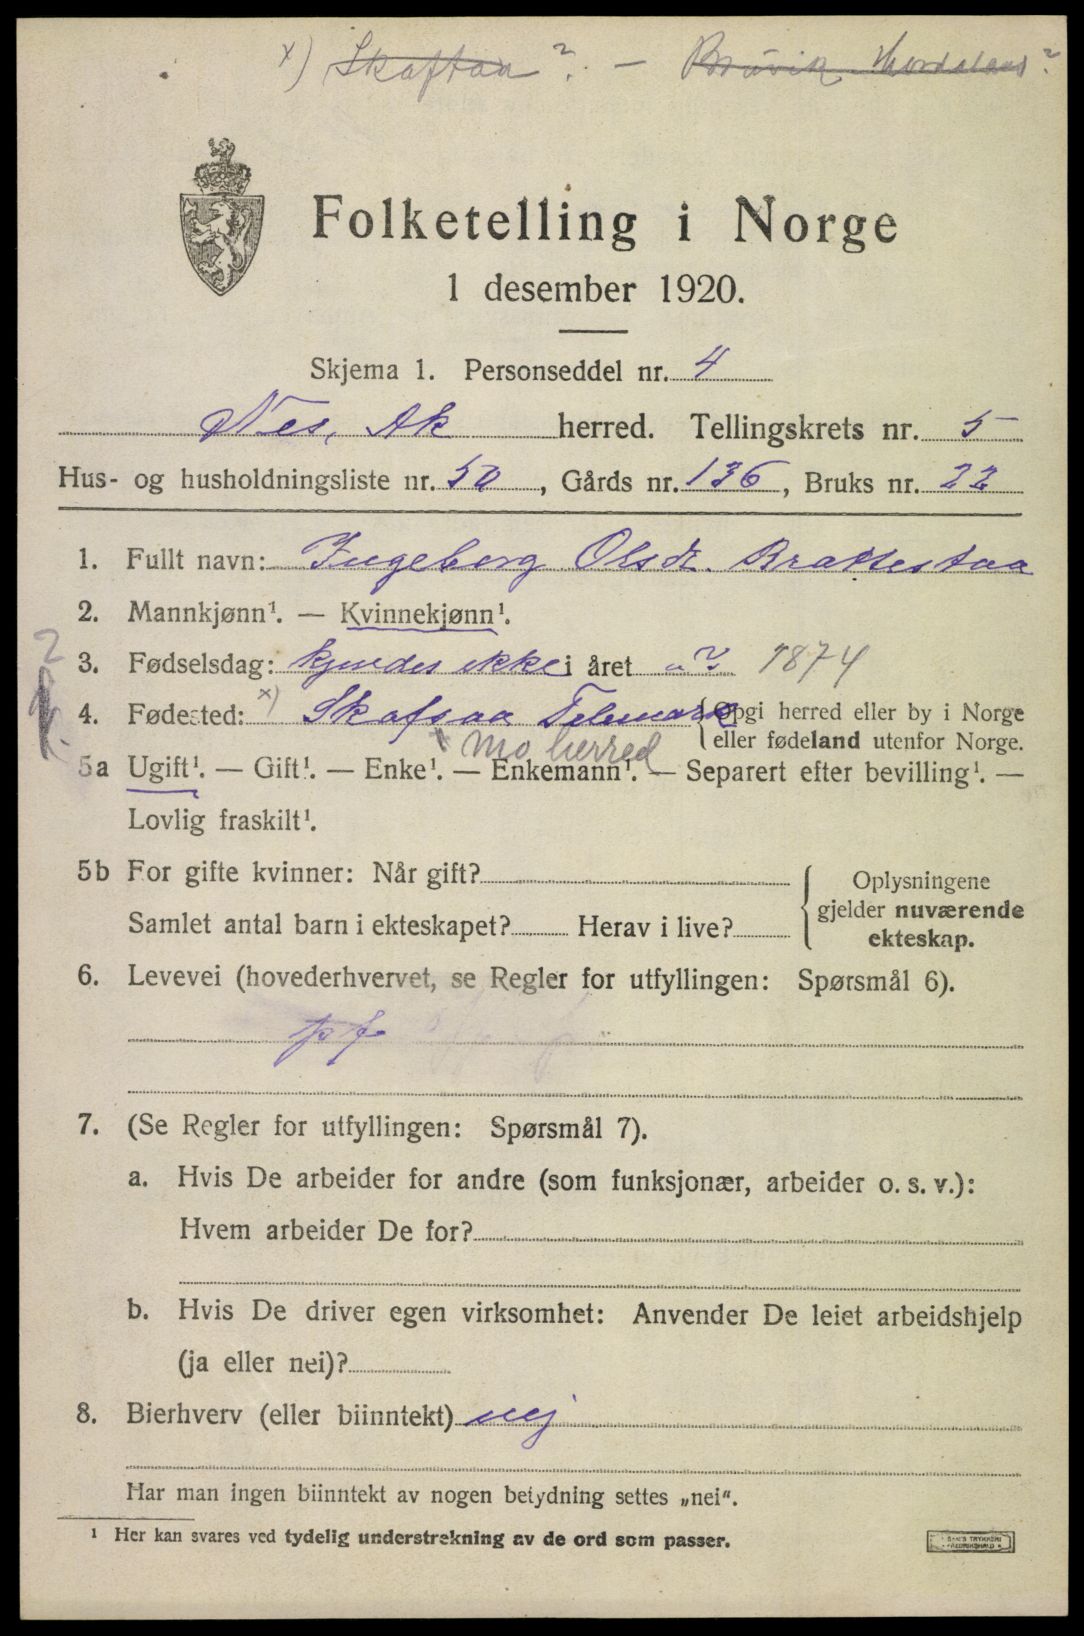 x) Skaftaa ? — Bruvik Hordaland ?
Folketelling i Norge
1 desember 1920.
Skjema 1. Personseddel nr. 4
Nes, Ak herred. Tellingskrets nr. 5
Hus- og husholdningsliste nr. 50, Gårds nr. 136, Bruks nr. 22
1. Fullt navn: Ingeborg Olsdt. Brattestaa
2. Mannkjønn¹. — Kvinnekjønn¹.
3. Fødselsdag: kjendes ikke i året " ? 1874
4. Fødested: x) Skafsaa Telemark {Opgi herred eller by i Norge
eller fødeland utenfor Norge.
x Mo herred
5a Ugift¹. — Gift¹. — Enke¹. — Enkemann¹. — Separert efter bevilling¹. —
Lovlig fraskilt¹.
5b For gifte kvinner: Når gift?
Samlet antal barn i ekteskapet? Herav i live?
Oplysningene
gjelder nuværende
ekteskap.
6. Levevei (hovederhvervet, se Regler for utfyllingen: Spørsmål 6).
pf
7. (Se Regler for utfyllingen: Spørsmål 7).
a. Hvis De arbeider for andre (som funksjonær, arbeider o. s. v.):
Hvem arbeider De for?
b. Hvis De driver egen virksomhet: Anvender De leiet arbeidshjelp
(ja eller nei)?
8. Bierhverv (eller biinntekt) nej
Har man ingen biinntekt av nogen betydning settes „nei".
¹ Her kan svares ved tydelig understrekning av de ord som passer.